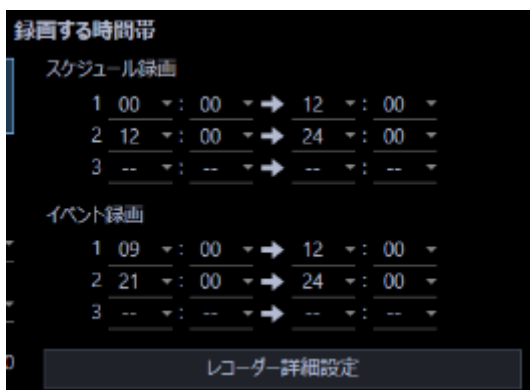 録画する時間帯
スケジュール録画
1 00 : 00 → 12 : 00
2 12 : 00 → 24 : 00
3 -- : -- → -- : --
イベント録画
1 09 : 00 → 12 : 00
2 21 : 00 → 24 : 00
3 -- : -- → -- : --
レコーダー詳細設定